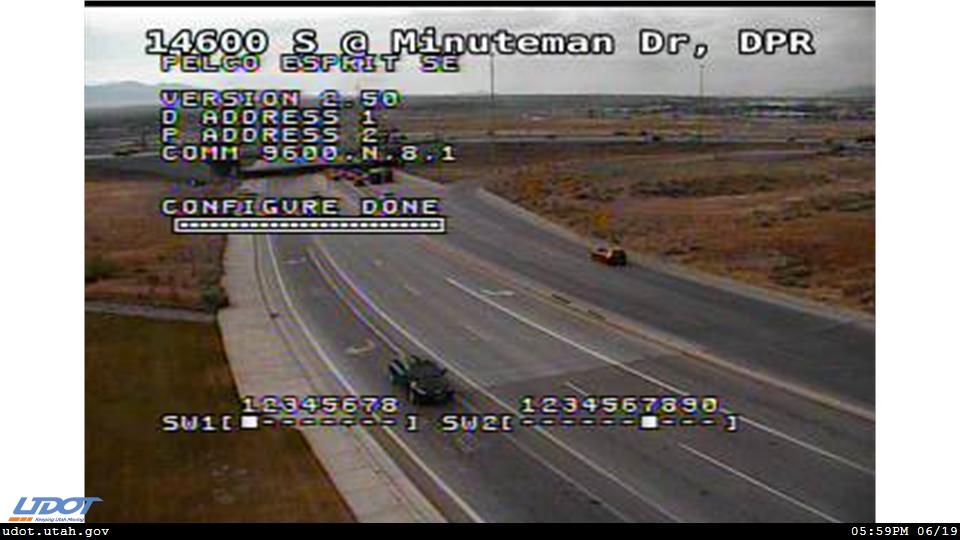 14600 S @ Minuteman Dr, DPR
PELCO ESPRIT SE
VERSION 2.50
D ADDRESS 1
P ADDRESS 2
COMM 9600.N.8.1
CONFIGURE DONE
12345678 1234567890
SW1[■-------] SW2[------■---]
UDOT
Keeping Utah Moving
udot.utah.gov 05:59PM 06/19